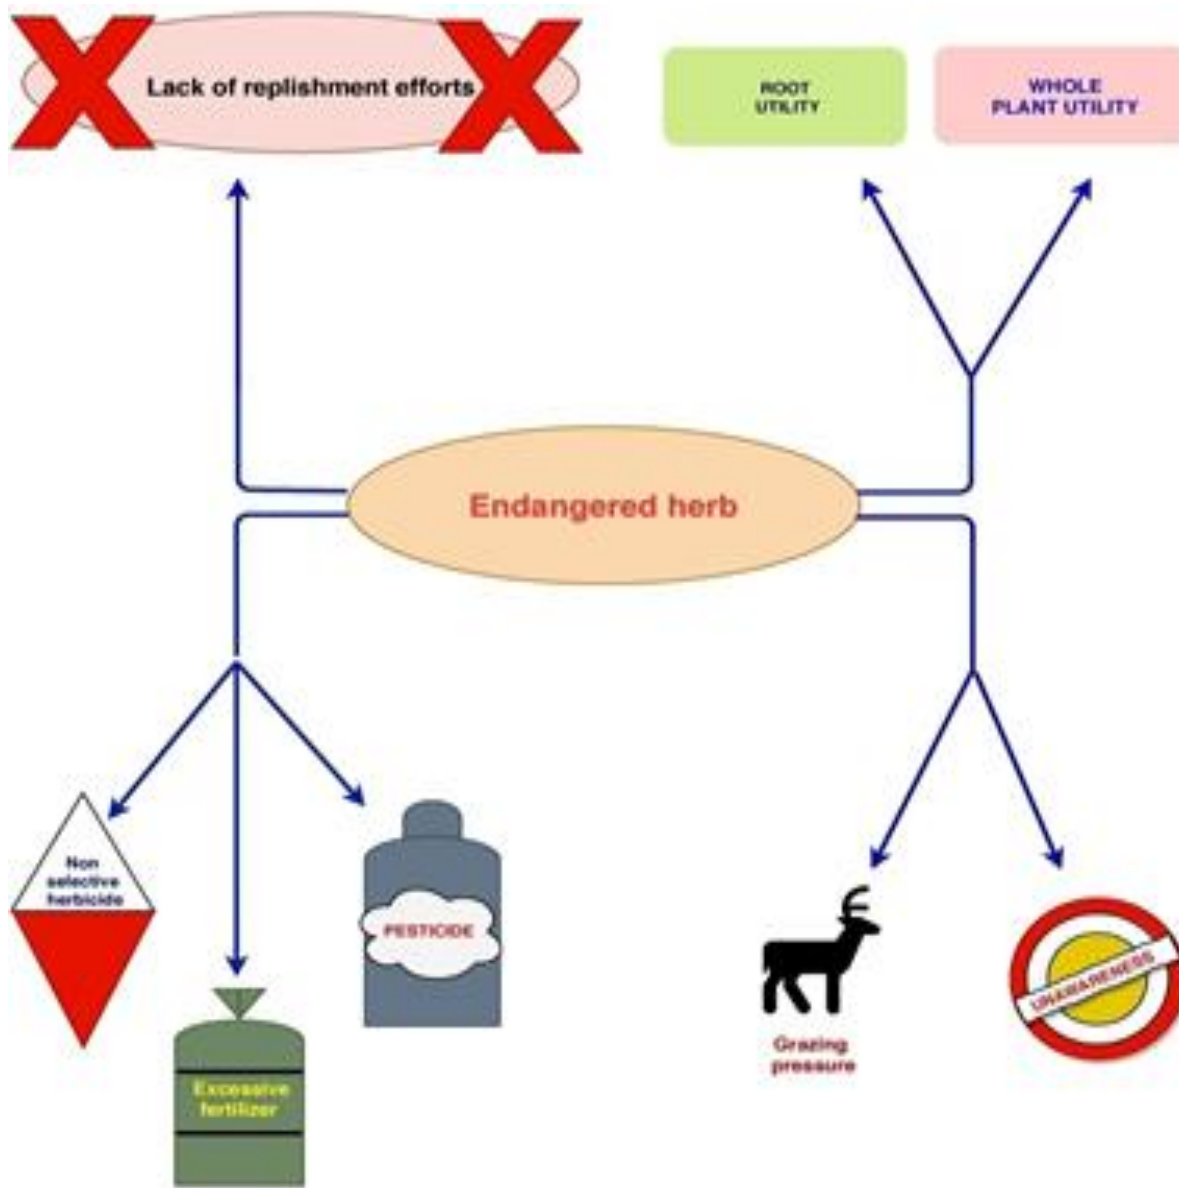 Lack of replishment efforts
ROOT
UTILITY
WHOLE
PLANT UTILITY
Endangered herb
Non
selective
herbicide
PESTICIDE
Excessive
fertilizer
Grazing
pressure
UNAWARENESS